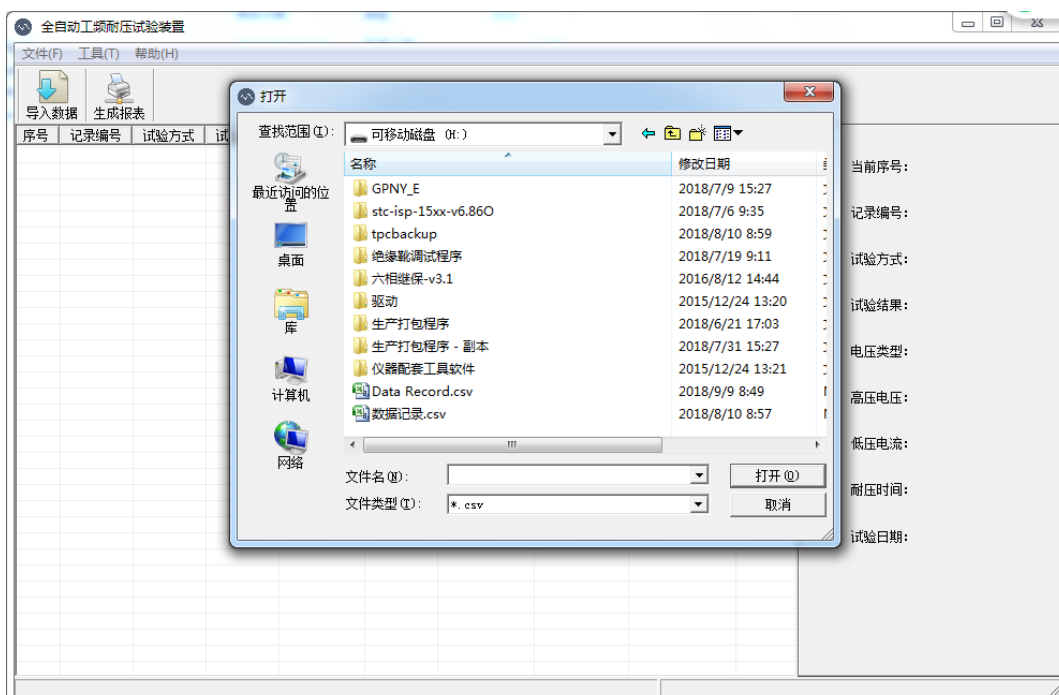 全自动工频耐压试验装置
文件(F) 工具(T) 帮助(H)
导入数据 生成报表
序号 记录编号 试验方式 试
打开
查找范围(I): 可移动磁盘 (H:)
名称 修改日期
GPNY_E 2018/7/9 15:27
stc-isp-15xx-v6.86O 2018/7/6 9:35
tpcbackup 2018/8/10 8:59
绝缘靴调试程序 2018/7/19 9:11
六相继保-v3.1 2016/8/12 14:44
驱动 2015/12/24 13:20
生产打包程序 2018/6/21 17:03
生产打包程序 - 副本 2018/7/31 15:27
仪器配套工具软件 2015/12/24 13:21
Data Record.csv 2018/9/9 8:49
数据记录.csv 2018/8/10 8:57
最近访问的位
置
桌面
库
计算机
网络
文件名(N): 打开(O)
文件类型(T): *.csv 取消
当前序号:
记录编号:
试验方式:
试验结果:
电压类型:
高压电压:
低压电流:
耐压时间:
试验日期: